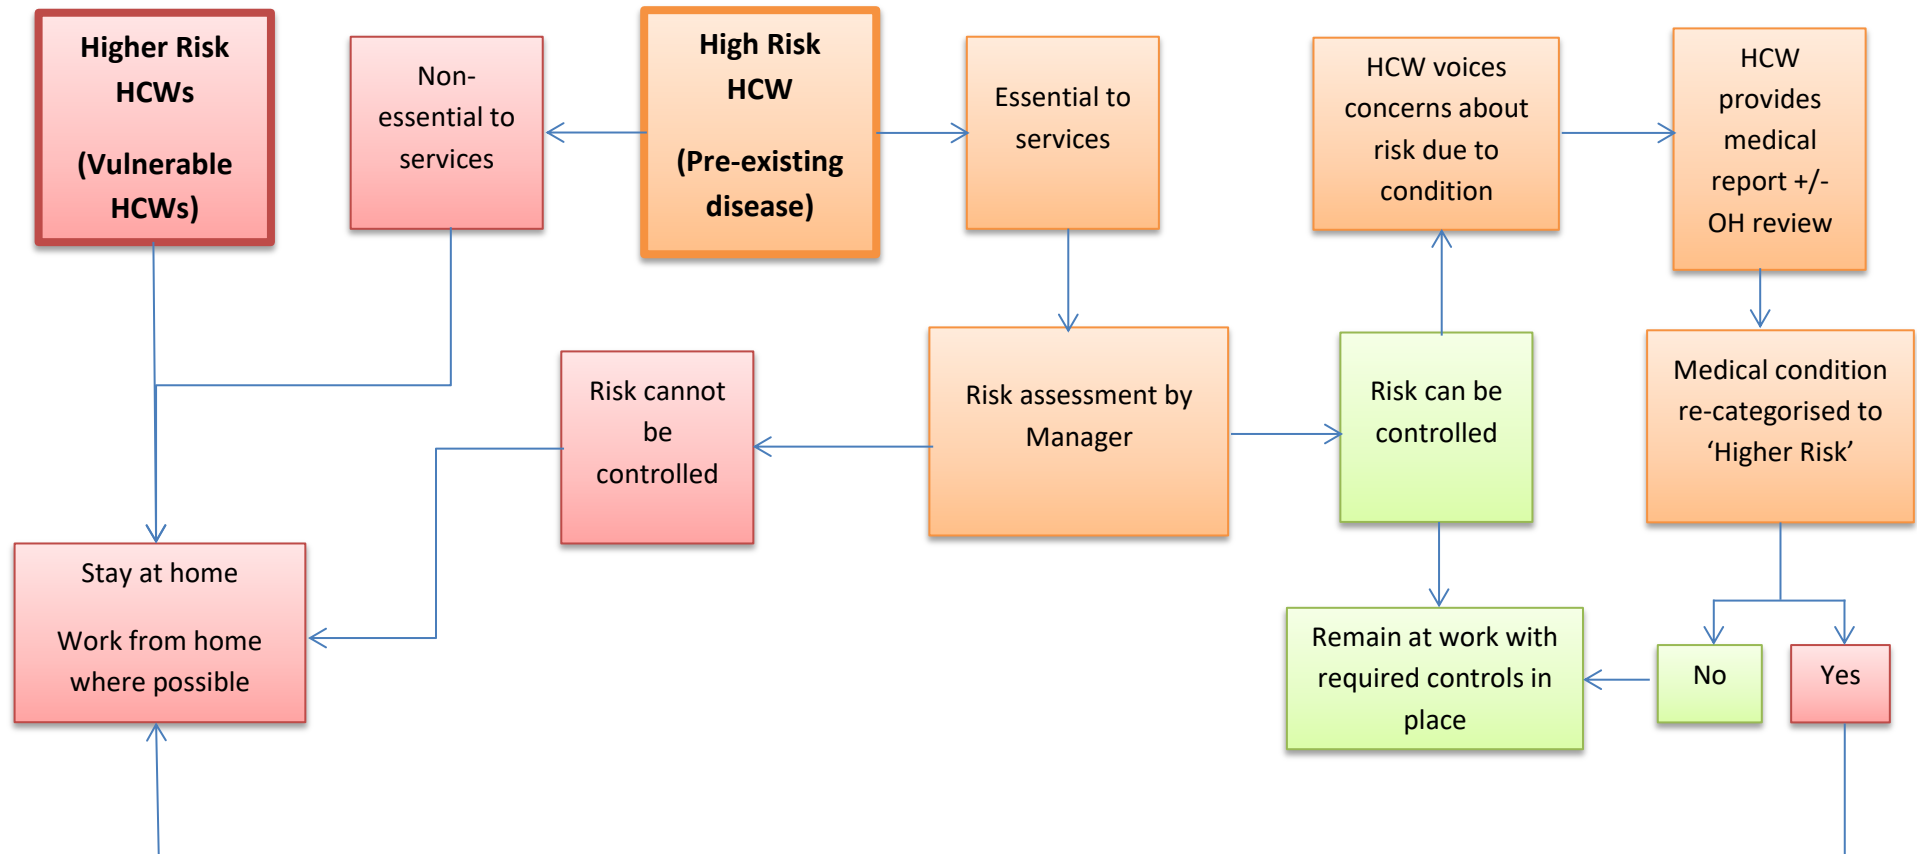 Higher Risk
HCWs
(Vulnerable
HCWs)
Non-
essential to
services
High Risk
HCW
(Pre-existing
disease)
Essential to
services
HCW voices
concerns about
risk due to
condition
HCW
provides
medical
report +/-
OH review
Risk cannot
be
controlled
Risk assessment by
Manager
Risk can be
controlled
Medical condition
re-categorised to
‘Higher Risk’
Stay at home
Work from home
where possible
Remain at work with
required controls in
place
No
Yes